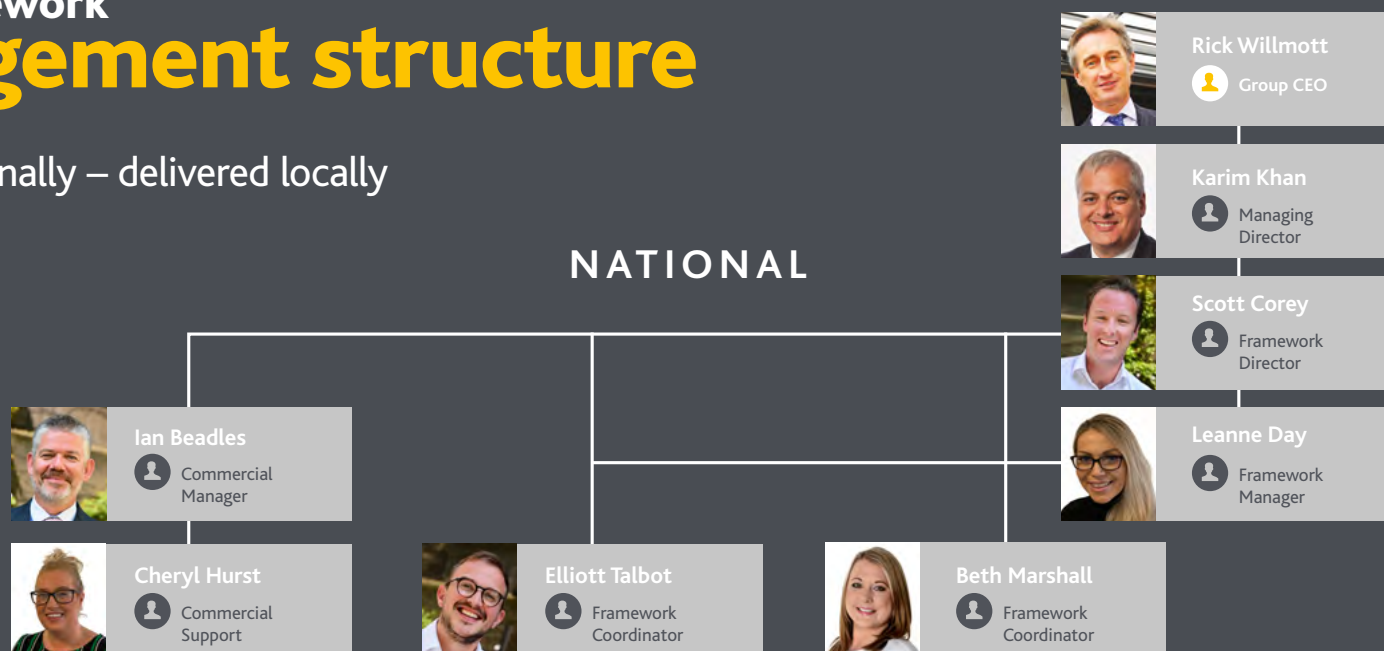 ework
gement structure
nally – delivered locally
NATIONAL
Rick Willmott
Group CEO
Karim Khan
Managing
Director
Scott Corey
Framework
Director
Leanne Day
Framework
Manager
Ian Beadles
Commercial
Manager
Cheryl Hurst
Commercial
Support
Elliott Talbot
Framework
Coordinator
Beth Marshall
Framework
Coordinator